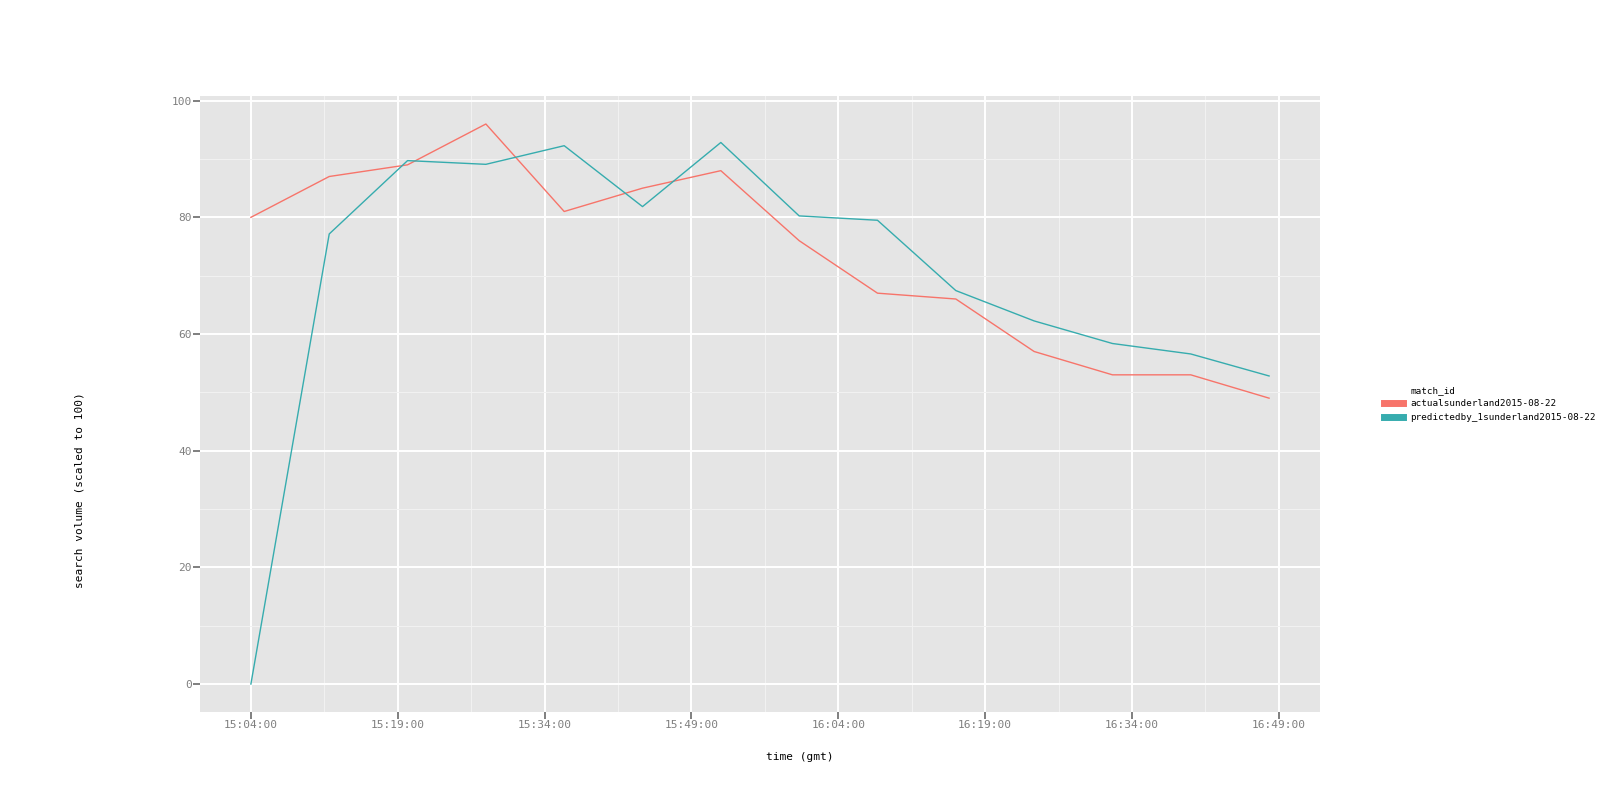 100
80
60
40
20
0
search volume (scaled to 100)
15:04:00 15:19:00 15:34:00 15:49:00 16:04:00 16:19:00 16:34:00 16:49:00
time (gmt)
match_id
actualsunderland2015-08-22
predictedby_1sunderland2015-08-22